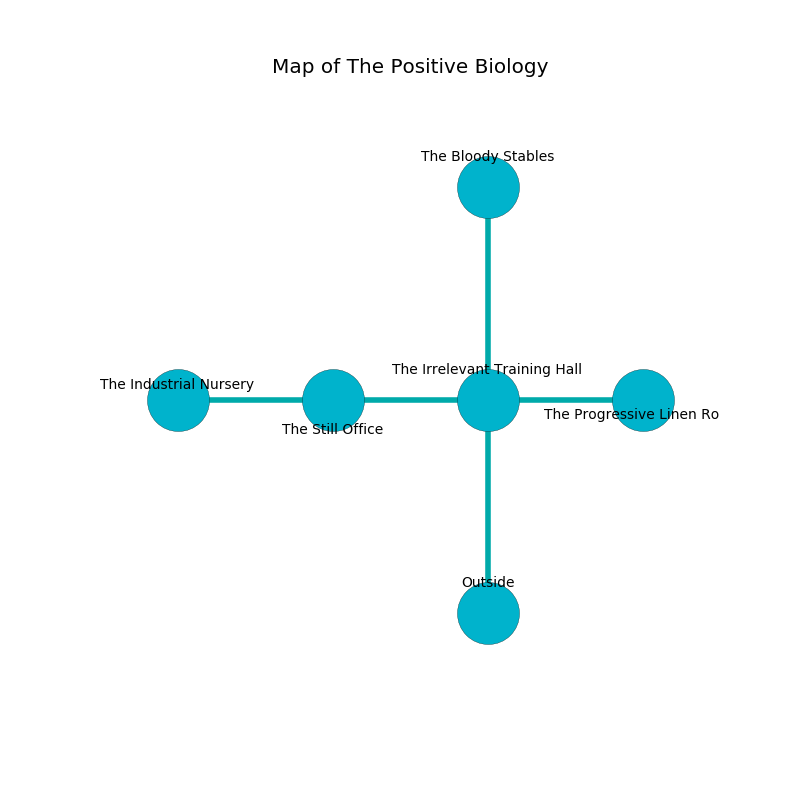 Map of The Positive Biology
The Bloody Stables
The Irrelevant Training Hall
The Industrial Nursery
The Progressive Linen Ro
The Still Office
Outside